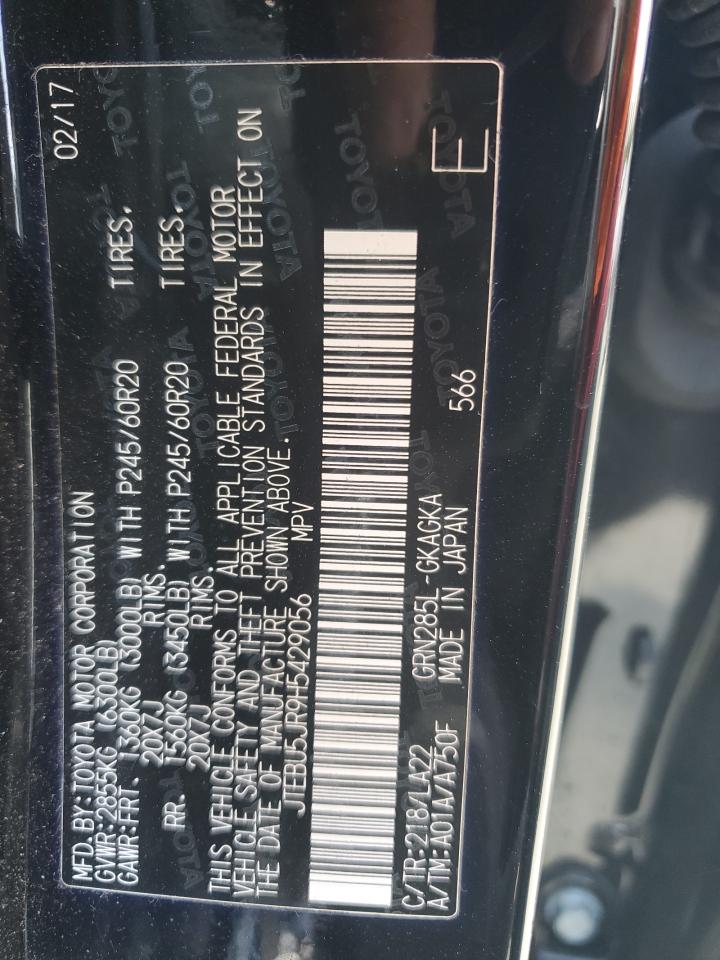 MFD.BY:TOYOTA MOTOR CORPORATION 02/17
GVWR:2855KG (6300LB)
GAWR:FRT. 1360KG (3000LB) WITH P245/60R20 TIRES.
20X7J RIMS.
RR. 1560KG (3450LB) WITH P245/60R20 TIRES.
20X7J RIMS.
THIS VEHICLE CONFORMS TO ALL APPLICABLE FEDERAL MOTOR
VEHICLE SAFETY AND THEFT PREVENTION STANDARDS IN EFFECT ON
THE DATE OF MANUFACTURE SHOWN ABOVE.
JTEBU5JR9H5429056 MPV
C/TR:218/LA22 GRN285L-GKAGKA
A/TM:A01A/A750F MADE IN JAPAN 566 E
TOYOTA